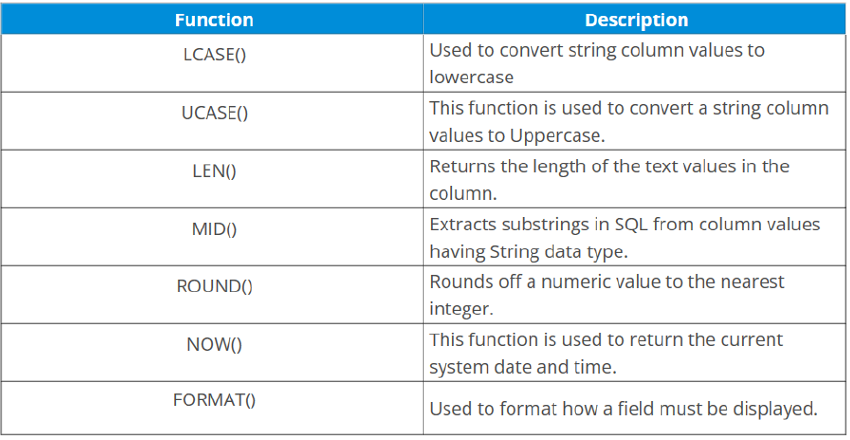 Function Description
LCASE() Used to convert string column values to
lowercase
UCASE() This function is used to convert a string column
values to Uppercase.
LEN() Returns the length of the text values in the
column.
MID() Extracts substrings in SQL from column values
having String data type.
ROUND() Rounds off a numeric value to the nearest
integer.
NOW() This function is used to return the current
system date and time.
FORMAT() Used to format how a field must be displayed.